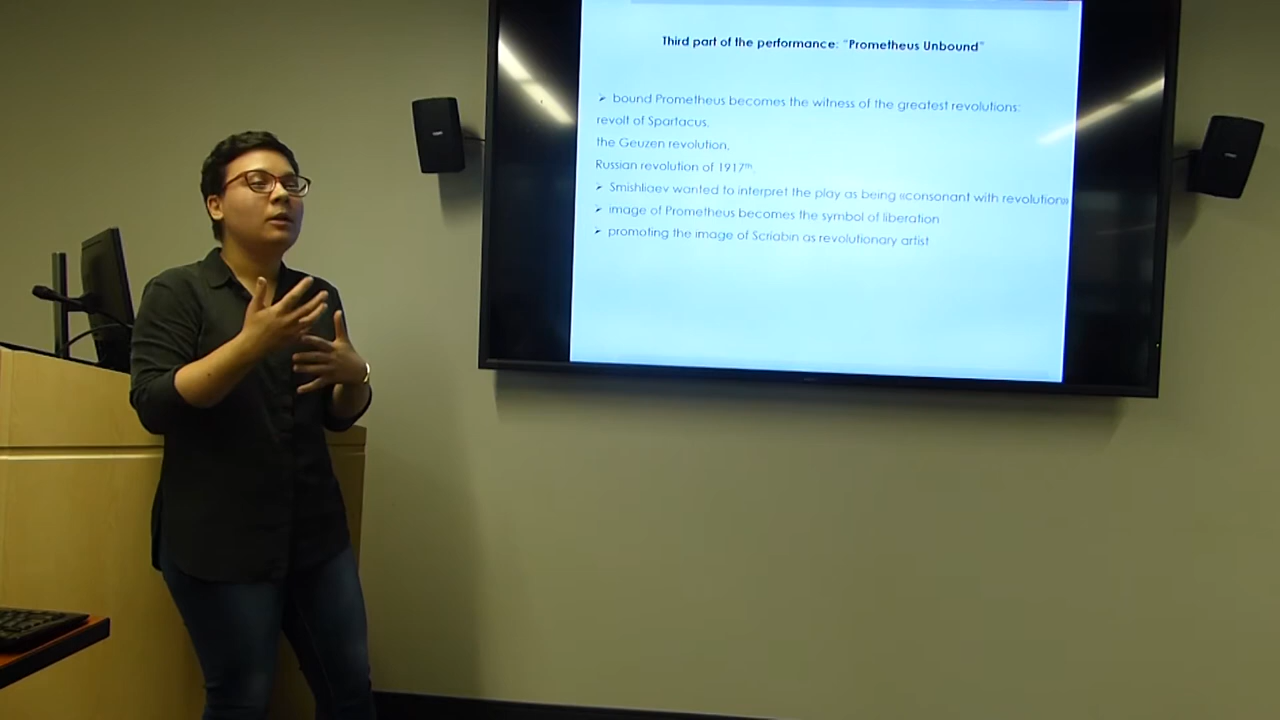 Third part of the performance: "Prometheus Unbound"
➢ bound Prometheus becomes the witness of the greatest revolutions:
revolt of Spartacus,
the Geuzen revolution,
Russian revolution of 1917th.
➢ Smishliaev wanted to interpret the play as being «consonant with revolution»
➢ image of Prometheus becomes the symbol of liberation
➢ promoting the image of Scriabin as revolutionary artist